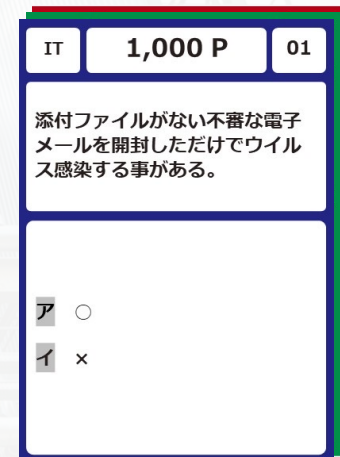 IT
1,000 P
01
添付ファイルがない不審な電子
メールを開封しただけでウイル
ス感染する事がある。
ア ○
イ ×